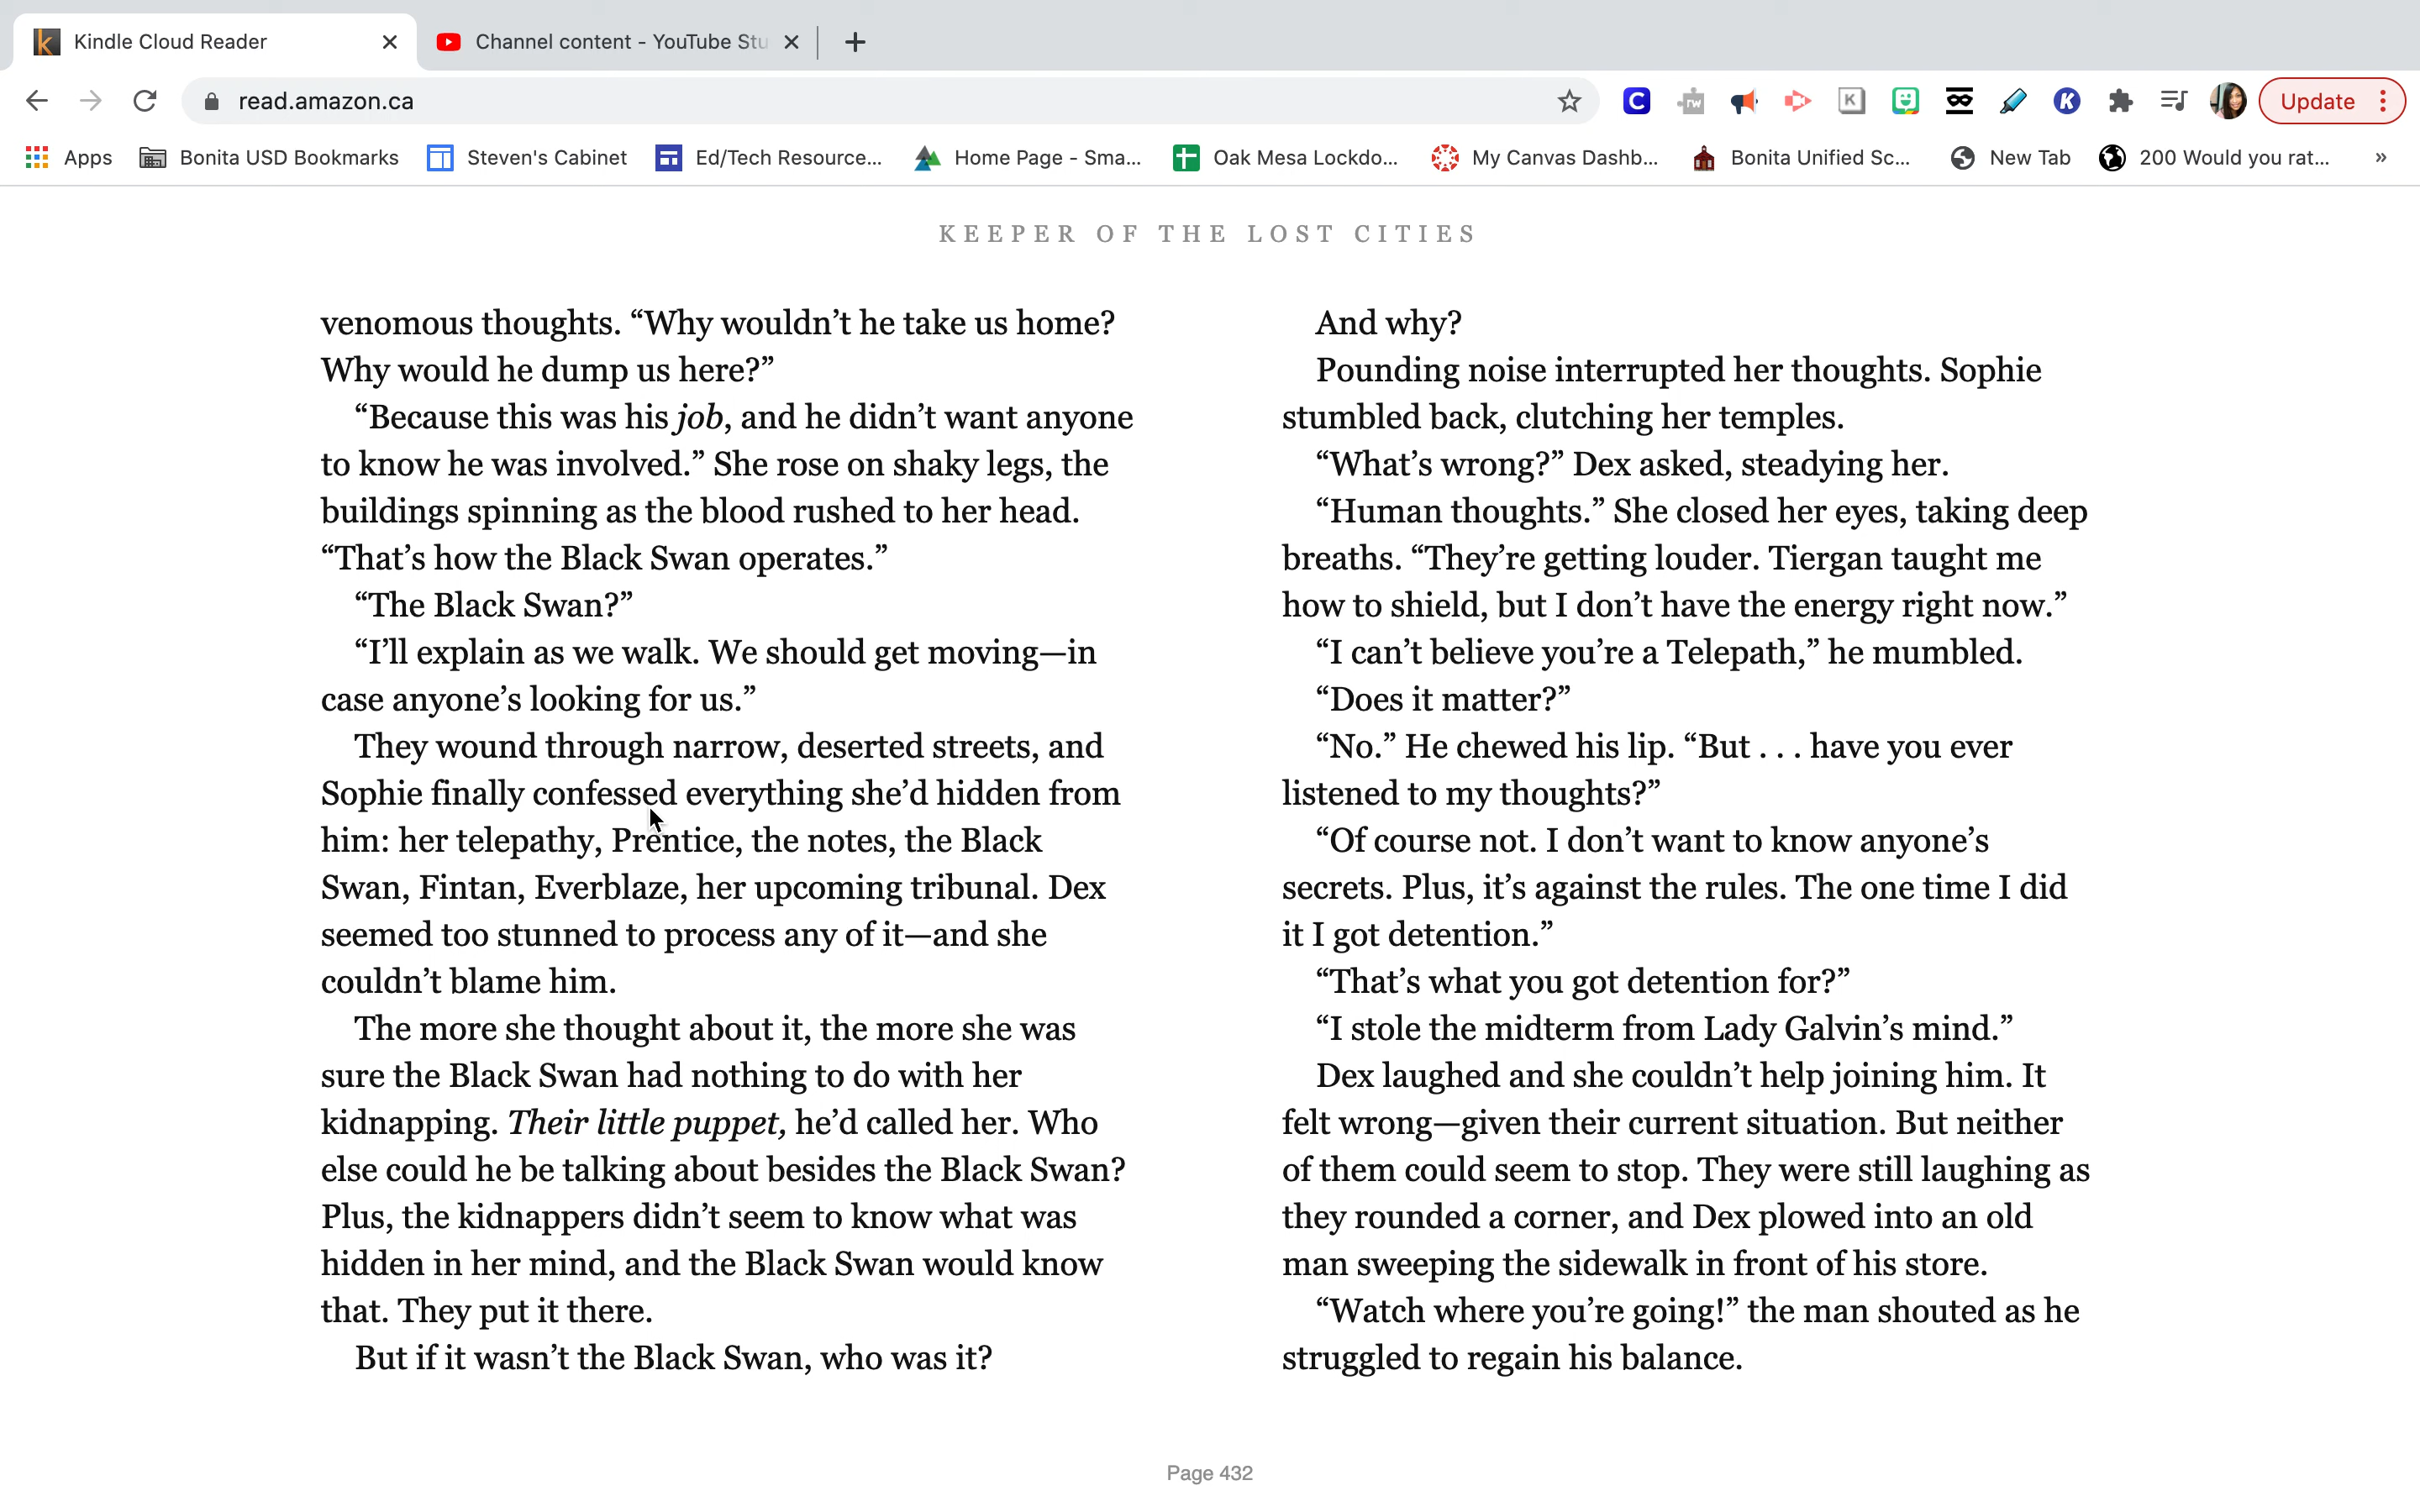 Kindle Cloud Reader
Channel content - YouTube Stu
read.amazon.ca
Update
Apps
Bonita USD Bookmarks
Steven's Cabinet
Ed/Tech Resource...
Home Page - Sma...
Oak Mesa Lockdo...
My Canvas Dashb...
Bonita Unified Sc...
New Tab
200 Would you rat...
»
KEEPER OF THE LOST CITIES
venomous thoughts. “Why wouldn’t he take us home?
Why would he dump us here?”
“Because this was his job, and he didn’t want anyone
to know he was involved.” She rose on shaky legs, the
buildings spinning as the blood rushed to her head.
“That’s how the Black Swan operates.”
“The Black Swan?”
“I’ll explain as we walk. We should get moving—in
case anyone’s looking for us.”
They wound through narrow, deserted streets, and
Sophie finally confessed everything she’d hidden from
him: her telepathy, Prentice, the notes, the Black
Swan, Fintan, Everblaze, her upcoming tribunal. Dex
seemed too stunned to process any of it—and she
couldn’t blame him.
The more she thought about it, the more she was
sure the Black Swan had nothing to do with her
kidnapping. Their little puppet, he’d called her. Who
else could he be talking about besides the Black Swan?
Plus, the kidnappers didn’t seem to know what was
hidden in her mind, and the Black Swan would know
that. They put it there.
But if it wasn’t the Black Swan, who was it?
And why?
Pounding noise interrupted her thoughts. Sophie
stumbled back, clutching her temples.
“What’s wrong?” Dex asked, steadying her.
“Human thoughts.” She closed her eyes, taking deep
breaths. “They’re getting louder. Tiergan taught me
how to shield, but I don’t have the energy right now.”
“I can’t believe you’re a Telepath,” he mumbled.
“Does it matter?”
“No.” He chewed his lip. “But . . . have you ever
listened to my thoughts?”
“Of course not. I don’t want to know anyone’s
secrets. Plus, it’s against the rules. The one time I did
it I got detention.”
“That’s what you got detention for?”
“I stole the midterm from Lady Galvin’s mind.”
Dex laughed and she couldn’t help joining him. It
felt wrong—given their current situation. But neither
of them could seem to stop. They were still laughing as
they rounded a corner, and Dex plowed into an old
man sweeping the sidewalk in front of his store.
“Watch where you’re going!” the man shouted as he
struggled to regain his balance.
Page 432